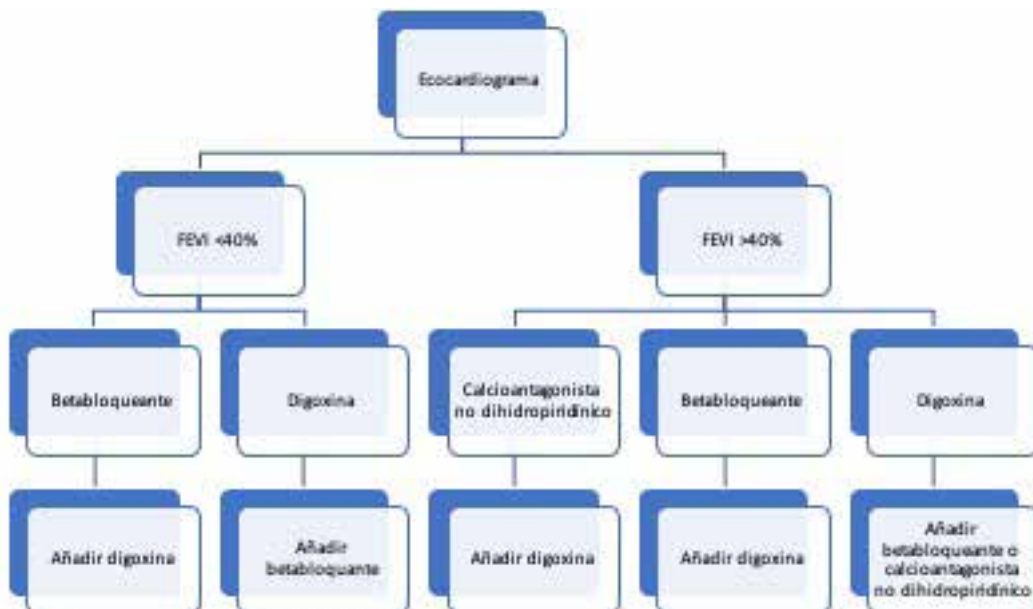 Ecocardiograma
FEVI <40%
FEVI >40%
Betabloqueante
Digoxina
Calcioantagonista
no dihidropiridínico
Betabloqueante
Digoxina
Añadir digoxina
Añadir
betabloquante
Añadir digoxina
Añadir digoxina
Añadir
betabloqueante o
calcioantagonista
no dihidropiridínico